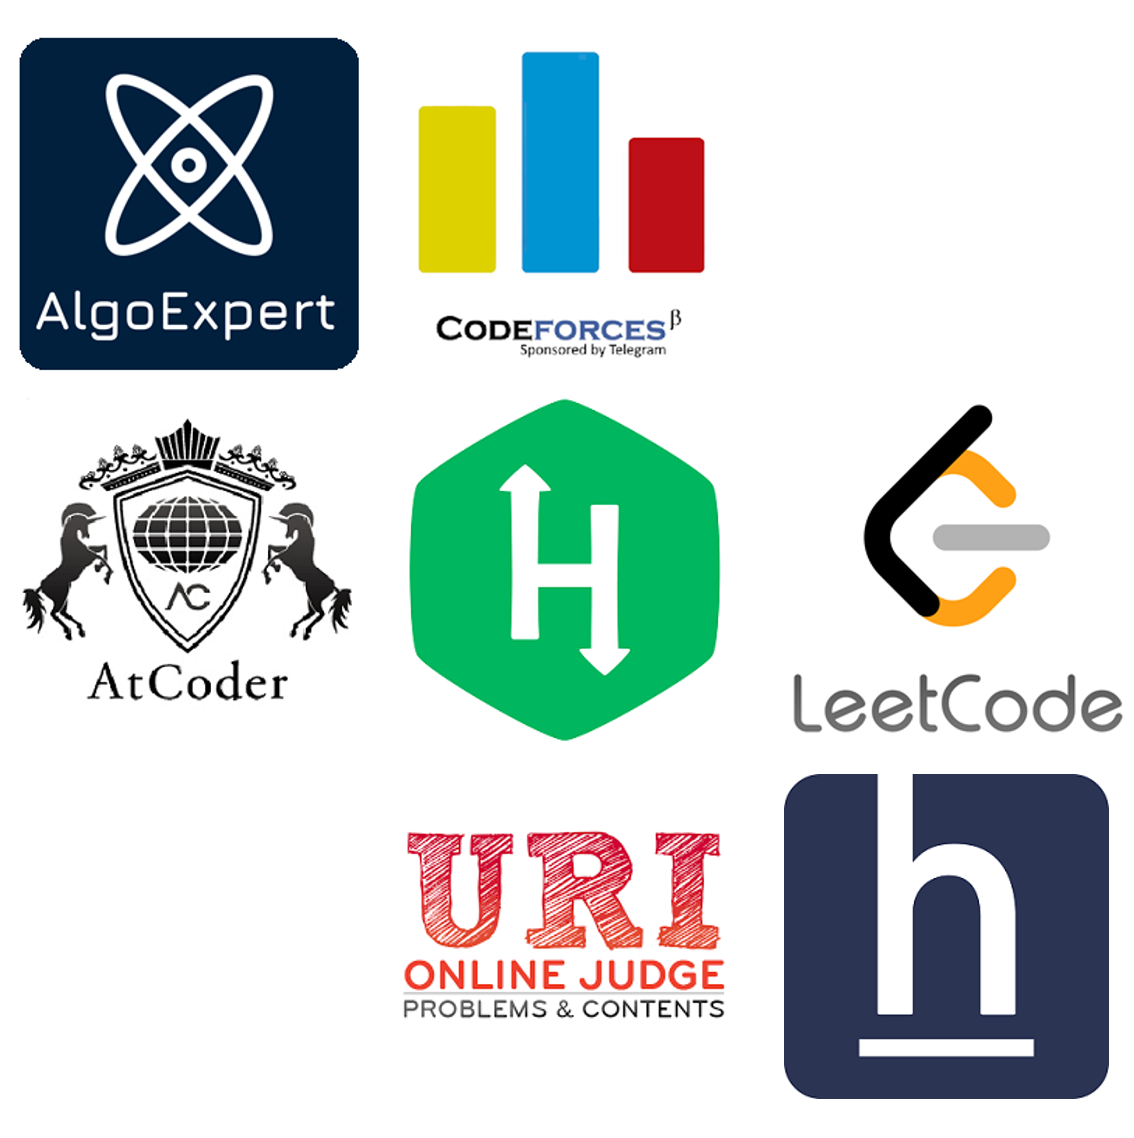 AlgoExpert
CODEFORCES β
Sponsored by Telegram
AC
AtCoder
H
LeetCode
URI
ONLINE JUDGE
PROBLEMS & CONTENTS
h